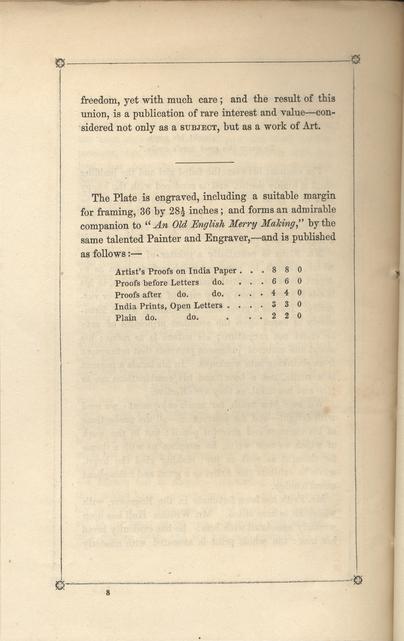 freedom, yet with much care; and the result of this
union, is a publication of rare interest and value—con-
sidered not only as a SUBJECT, but as a work of Art.
The Plate is engraved, including a suitable margin
for framing, 36 by 28½ inches; and forms an admirable
companion to "An Old English Merry Making," by the
same talented Painter and Engraver,—and is published
as follows:—
Artist's Proofs on India Paper . . . 8 8 0
Proofs before Letters do. . . . 6 6 0
Proofs after do. do. . . . . 4 4 0
India Prints, Open Letters . . . . 3 3 0
Plain do. do. . . . 2 2 0
8